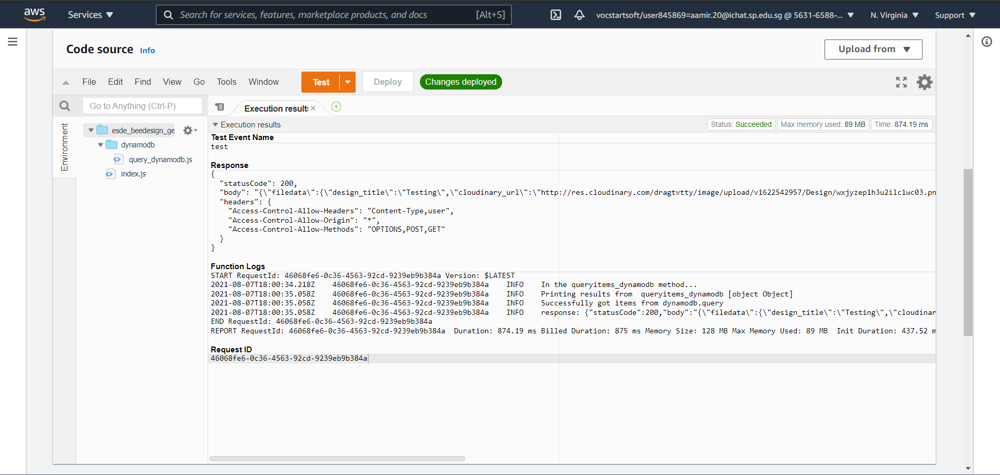 aws Services Search for services, features, marketplace products, and docs [Alt+S] vocstartsoft/user845869=aamir.20@ichat.sp.edu.sg @ 5631-6588-... N. Virginia Support
Code source Info Upload from
File Edit Find View Go Tools Window Test Deploy Changes deployed
Go to Anything (Ctrl-P) Execution results
Environment
esde_beedesign_ge
dynamodb
query_dynamodb.js
index.js
Execution results Status: Succeeded Max memory used: 89 MB Time: 874.19 ms
Test Event Name
test
Response
{
"statusCode": 200,
"body": "{\"filedata\":{\"design_title\":\"Testing\",\"cloudinary_url\":\"http://res.cloudinary.com/dragtvtty/image/upload/v1622542957/Design/wxjyzep1h3u2ilc1wc03.pn
"headers": {
"Access-Control-Allow-Headers": "Content-Type,user",
"Access-Control-Allow-Origin": "*",
"Access-Control-Allow-Methods": "OPTIONS,POST,GET"
}
}
Function Logs
START RequestId: 46068fe6-0c36-4563-92cd-9239eb9b384a Version: $LATEST
2021-08-07T18:00:34.218Z 46068fe6-0c36-4563-92cd-9239eb9b384a INFO In the queryitems_dynamodb method...
2021-08-07T18:00:35.058Z 46068fe6-0c36-4563-92cd-9239eb9b384a INFO Printing results from queryitems_dynamodb [object Object]
2021-08-07T18:00:35.058Z 46068fe6-0c36-4563-92cd-9239eb9b384a INFO Successfully got items from dynamodb.query
2021-08-07T18:00:35.058Z 46068fe6-0c36-4563-92cd-9239eb9b384a INFO response: {"statusCode":200,"body":"{\"filedata\":{\"design_title\":\"Testing\",\"cloudinar
END RequestId: 46068fe6-0c36-4563-92cd-9239eb9b384a
REPORT RequestId: 46068fe6-0c36-4563-92cd-9239eb9b384a Duration: 874.19 ms Billed Duration: 875 ms Memory Size: 128 MB Max Memory Used: 89 MB Init Duration: 437.52 m
Request ID
46068fe6-0c36-4563-92cd-9239eb9b384a